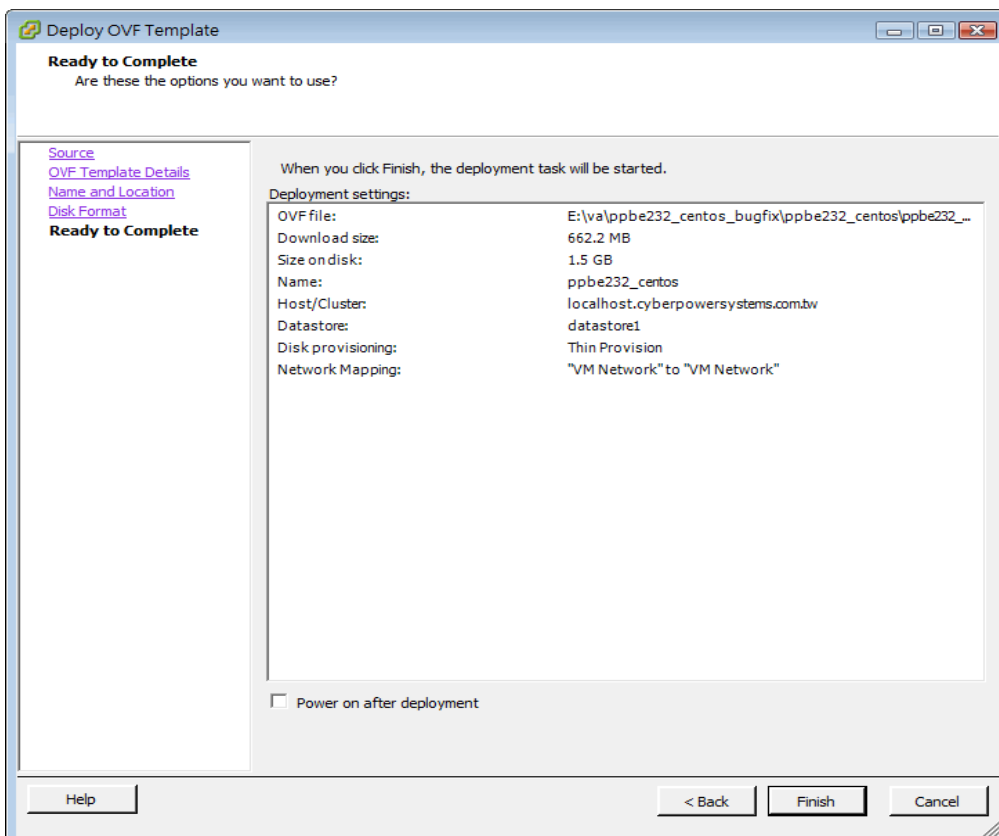 Deploy OVF Template
Ready to Complete
Are these the options you want to use?
Source
OVF Template Details
Name and Location
Disk Format
Ready to Complete
When you click Finish, the deployment task will be started.
Deployment settings:
OVF file: E:\va\ppbe232_centos_bugfix\ppbe232_centos\ppbe232_...
Download size: 662.2 MB
Size on disk: 1.5 GB
Name: ppbe232_centos
Host/Cluster: localhost.cyberpowersystems.com.tw
Datastore: datastore1
Disk provisioning: Thin Provision
Network Mapping: "VM Network" to "VM Network"
Power on after deployment
Help
< Back
Finish
Cancel